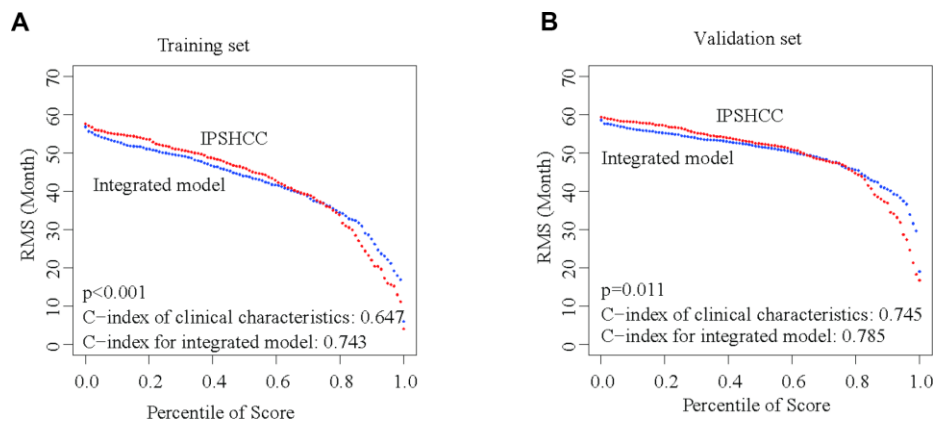 A
Training set
RMS (Month)
70
60
50
40
30
20
10
0
IPSHCC
Integrated model
p<0.001
C−index of clinical characteristics: 0.647
C−index for integrated model: 0.743
0.0 0.2 0.4 0.6 0.8 1.0
Percentile of Score
B
Validation set
RMS (Month)
70
60
50
40
30
20
10
0
IPSHCC
Integrated model
p=0.011
C−index of clinical characteristics: 0.745
C−index for integrated model: 0.785
0.0 0.2 0.4 0.6 0.8 1.0
Percentile of Score